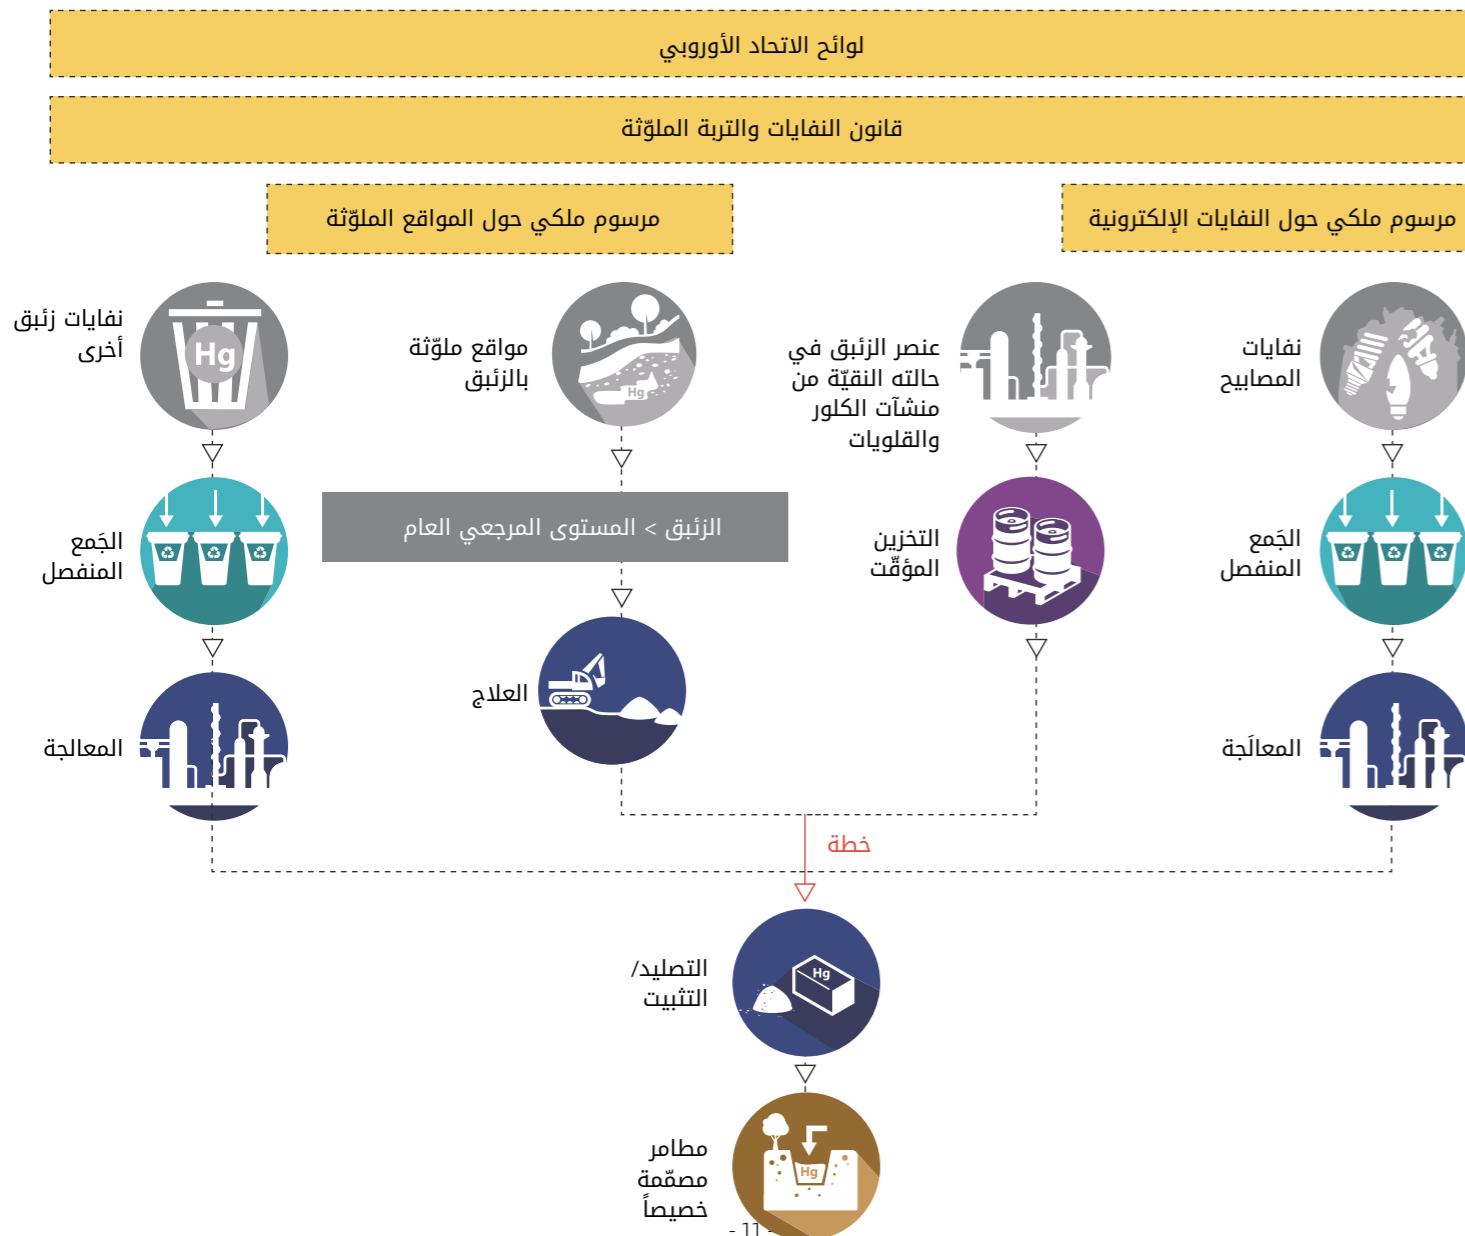 لوائح الاتحاد الأوروبي
قانون النفايات والتربة الملوّثة
مرسوم ملكي حول النفايات الإلكترونية
مرسوم ملكي حول المواقع الملوّثة
نفايات
المصابيح
عنصر الزئبق في
حالته النقيّة من
منشآت الكلور
والقلويات
مواقع ملوّثة
بالزئبق
Hg
نفايات زئبق
أخرى
Hg
الجَمع
المنفصل
التخزين
المؤقّت
الزئبق > المستوى المرجعي العام
الجَمع
المنفصل
المعالَجة
العلاج
المعالجة
خطة
التصليد/
التثبيت
Hg
مطامر
مصمّمة
خصيصاً
Hg
- 11 -